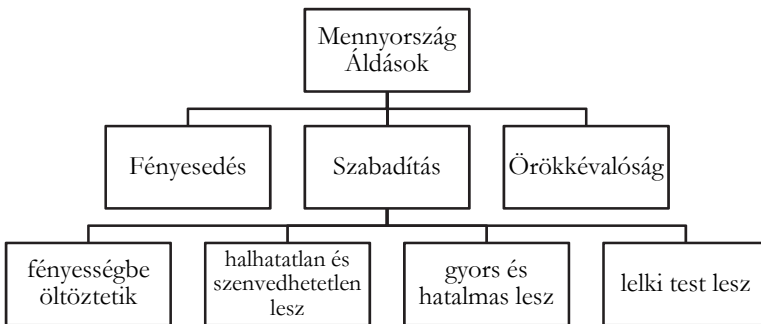 Mennyország
Áldások
Fényesedés
Szabadítás
Örökkévalóság
fényességbe
öltöztetik
halhatatlan és
szenvedhetetlen
lesz
gyors és
hatalmas lesz
lelki test lesz